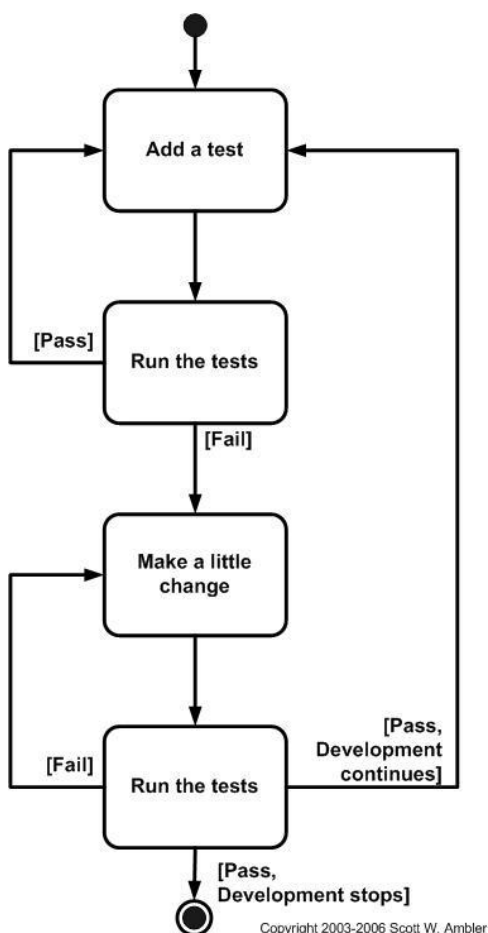 Add a test
[Pass]
Run the tests
[Fail]
Make a little
change
[Fail]
Run the tests
[Pass,
Development
continues]
[Pass,
Development stops]
Copyright 2003-2006 Scott W. Ambler